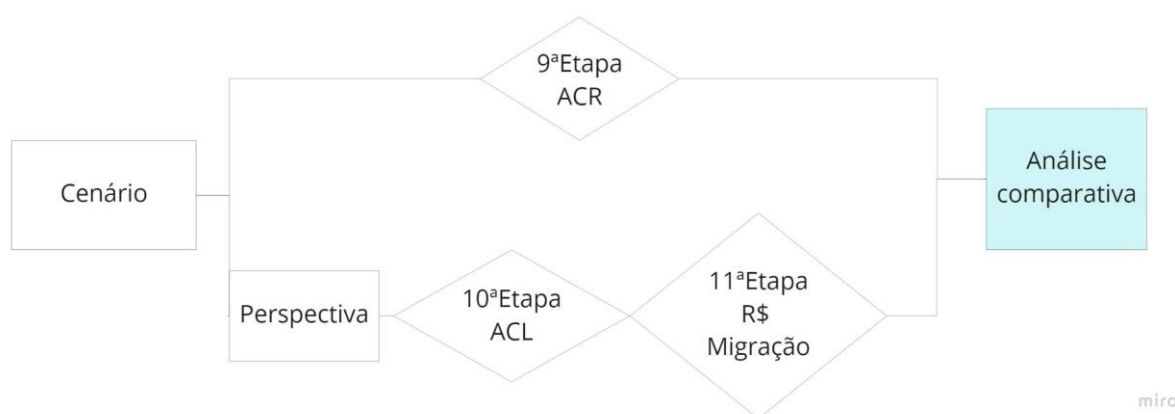 9ªEtapa
ACR
Cenário
Análise
comparativa
Perspectiva
10ªEtapa
ACL
11ªEtapa
R$
Migração
miro